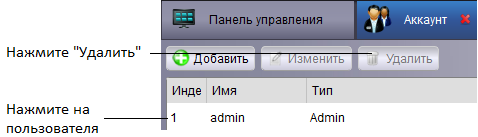 Панель управления
Аккаунт
Нажмите "Удалить"
Добавить
Изменить
Удалить
Инде Имя Тип
Нажмите на
пользователя
1 admin Admin